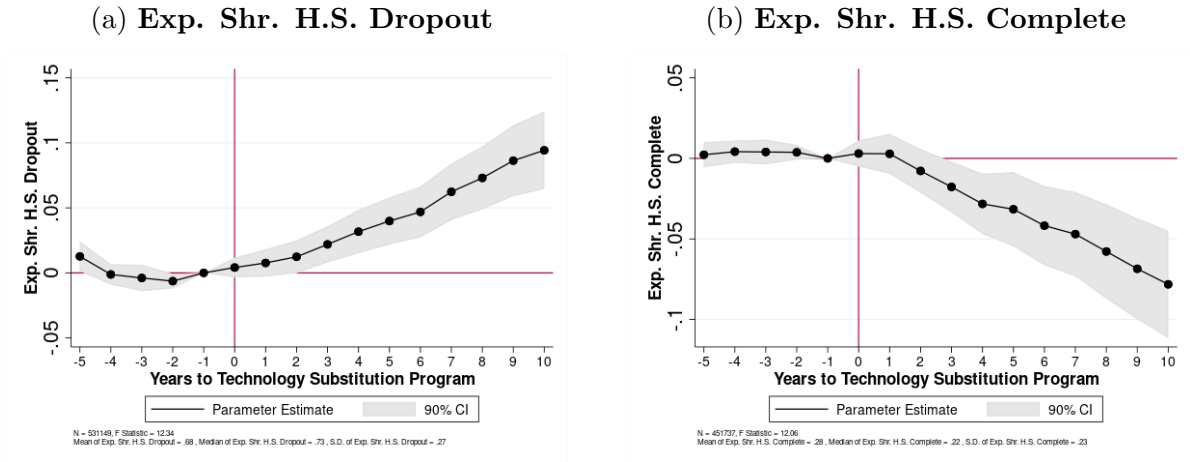 (a) Exp. Shr. H.S. Dropout
(b) Exp. Shr. H.S. Complete
Exp. Shr. H.S. Dropout
.15
.1
.05
0
-.05
-5 -4 -3 -2 -1 0 1 2 3 4 5 6 7 8 9 10
Years to Technology Substitution Program
Parameter Estimate 90% CI
N = 531149, F Statistic = 12.34
Mean of Exp. Shr. H.S. Dropout = .68 , Median of Exp. Shr. H.S. Dropout = .73 , S.D. of Exp. Shr. H.S. Dropout = .27
Exp. Shr. H.S. Complete
.05
0
-.05
-.1
-5 -4 -3 -2 -1 0 1 2 3 4 5 6 7 8 9 10
Years to Technology Substitution Program
Parameter Estimate 90% CI
N = 451737, F Statistic = 12.06
Mean of Exp. Shr. H.S. Complete = .28 , Median of Exp. Shr. H.S. Complete = .22 , S.D. of Exp. Shr. H.S. Complete = .23